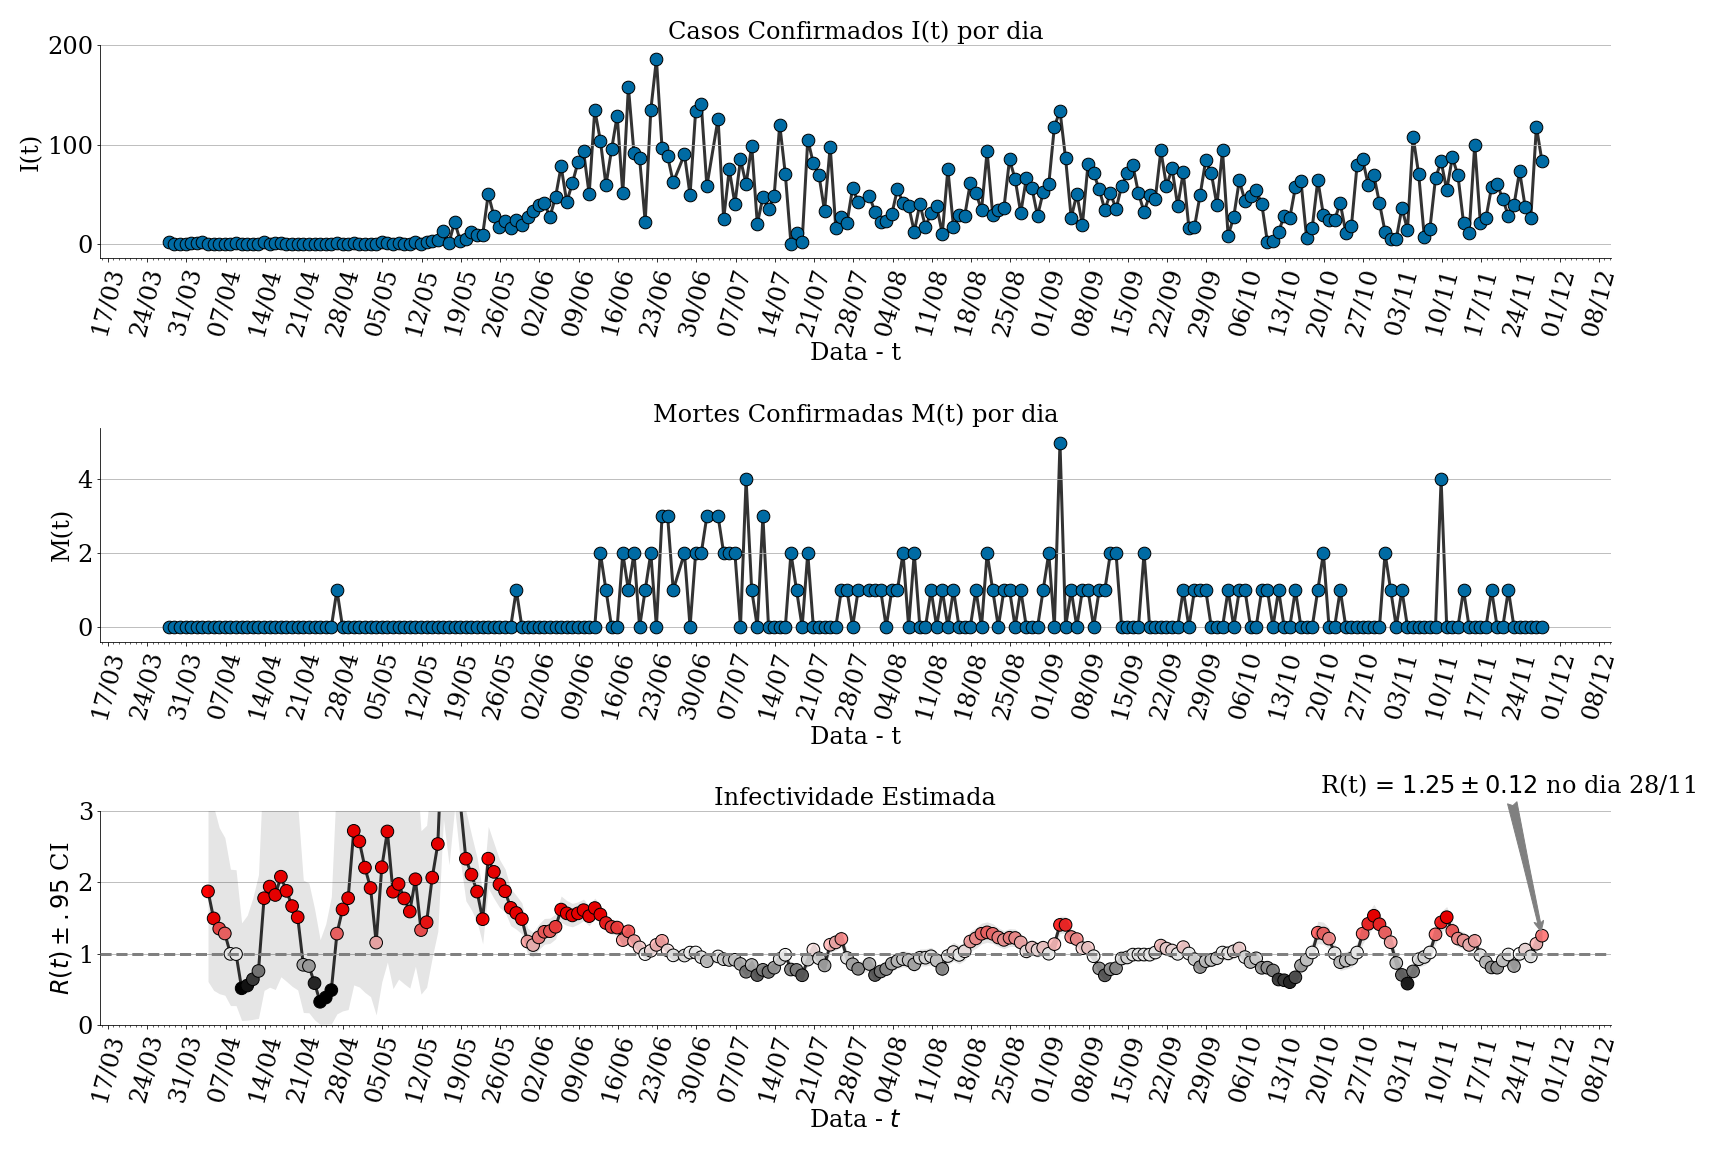 Casos Confirmados I(t) por dia
200
100
0
I(t)
17/03 24/03 31/03 07/04 14/04 21/04 28/04 05/05 12/05 19/05 26/05 02/06 09/06 16/06 23/06 30/06 07/07 14/07 21/07 28/07 04/08 11/08 18/08 25/08 01/09 08/09 15/09 22/09 29/09 06/10 13/10 20/10 27/10 03/11 10/11 17/11 24/11 01/12 08/12
Data - t
Mortes Confirmadas M(t) por dia
4
2
0
M(t)
17/03 24/03 31/03 07/04 14/04 21/04 28/04 05/05 12/05 19/05 26/05 02/06 09/06 16/06 23/06 30/06 07/07 14/07 21/07 28/07 04/08 11/08 18/08 25/08 01/09 08/09 15/09 22/09 29/09 06/10 13/10 20/10 27/10 03/11 10/11 17/11 24/11 01/12 08/12
Data - t
R(t) = 1.25 ± 0.12 no dia 28/11
Infectividade Estimada
3
2
1
0
R(t) ± .95 CI
17/03 24/03 31/03 07/04 14/04 21/04 28/04 05/05 12/05 19/05 26/05 02/06 09/06 16/06 23/06 30/06 07/07 14/07 21/07 28/07 04/08 11/08 18/08 25/08 01/09 08/09 15/09 22/09 29/09 06/10 13/10 20/10 27/10 03/11 10/11 17/11 24/11 01/12 08/12
Data - t